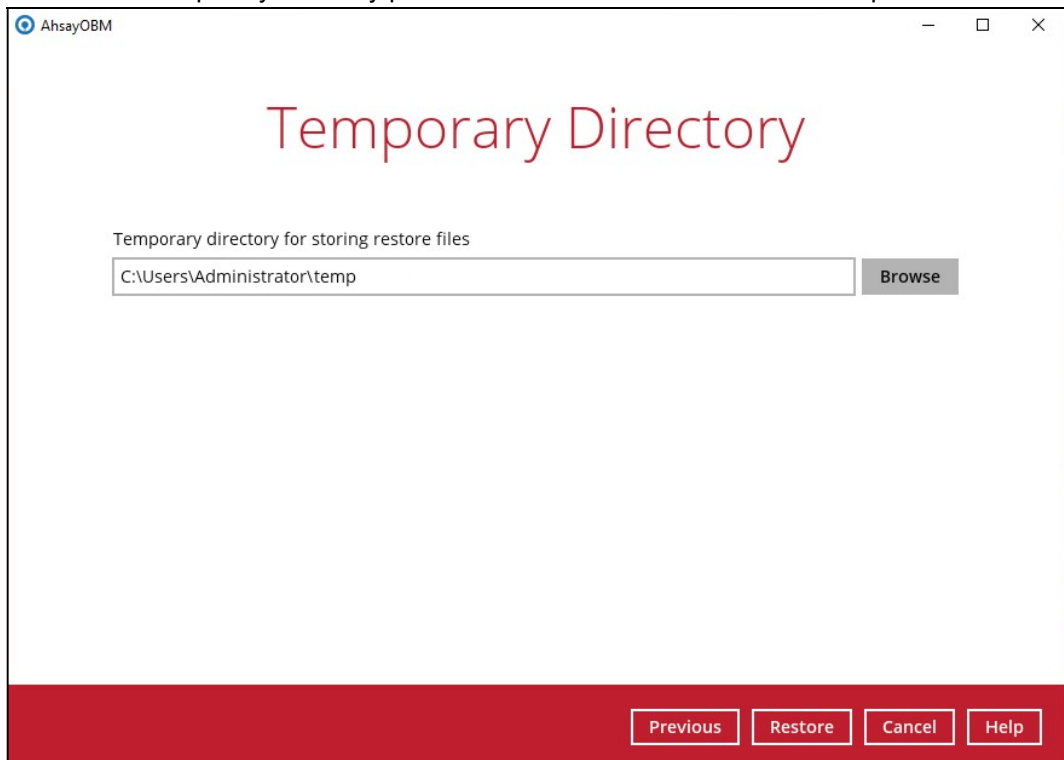 AhsayOBM
Temporary Directory
Temporary directory for storing restore files
C:\Users\Administrator\temp
Browse
Previous Restore Cancel Help